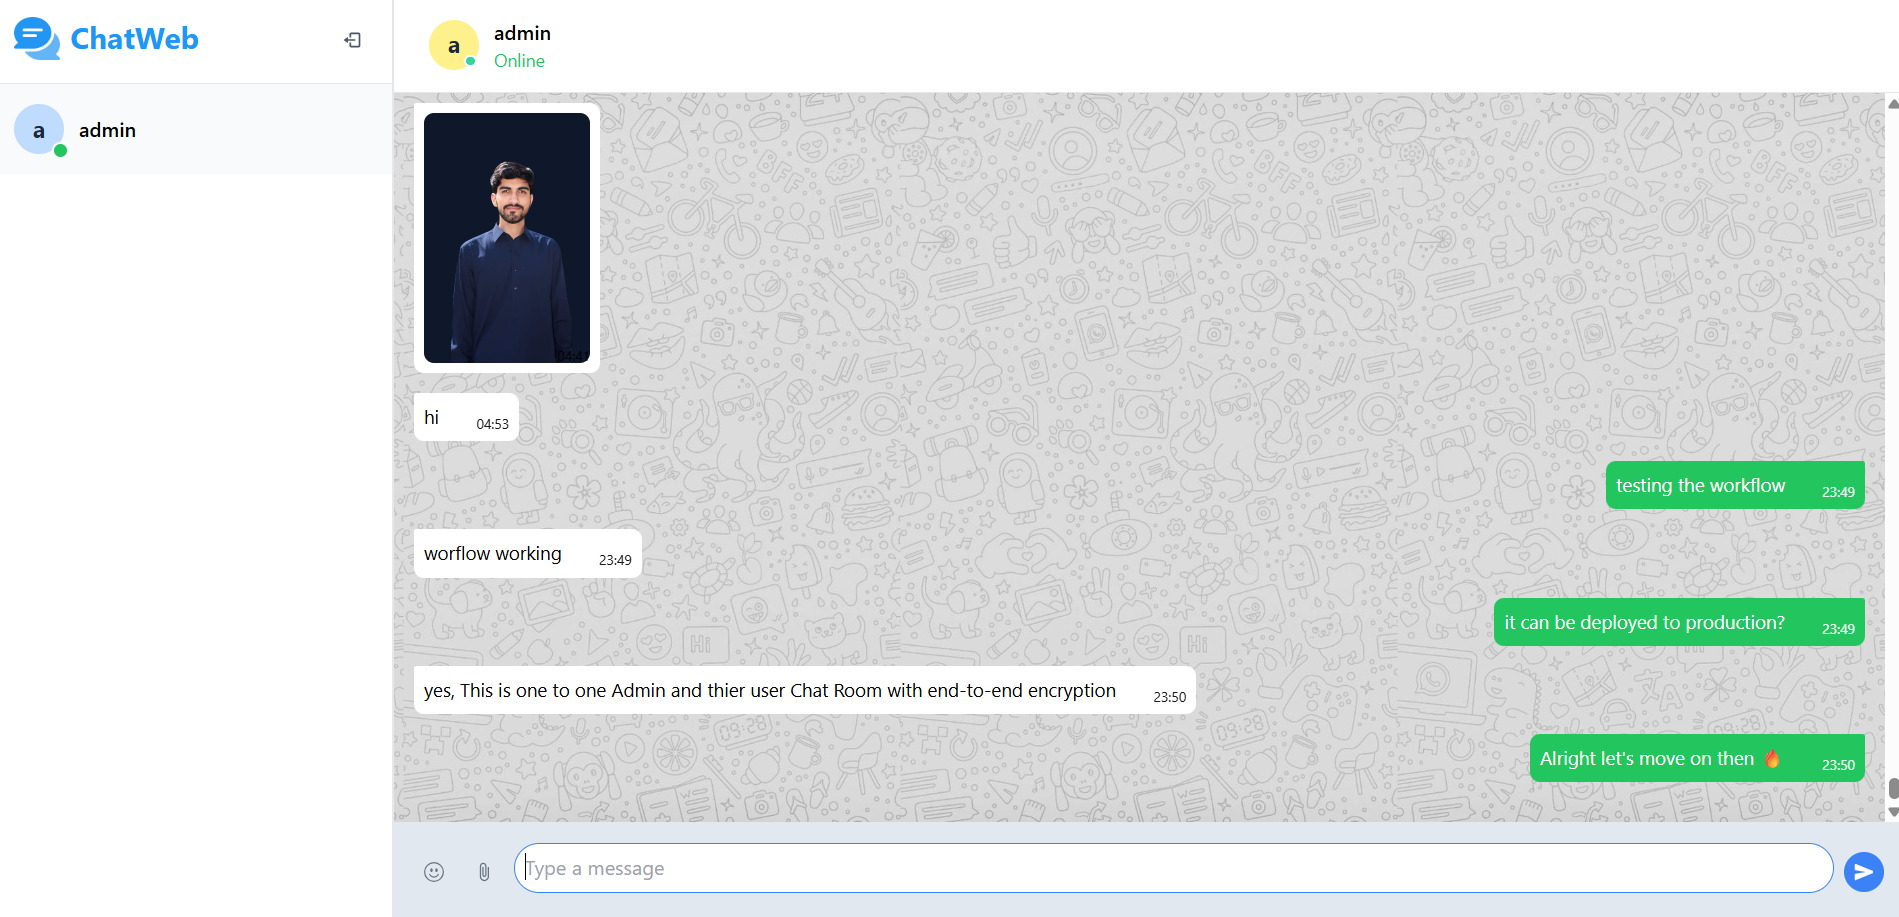 ChatWeb
a
admin
a
admin
Online
04:41
hi
04:53
testing the workflow
23:49
worflow working
23:49
it can be deployed to production?
23:49
yes, This is one to one Admin and thier user Chat Room with end-to-end encryption
23:50
Alright let's move on then 🔥
23:50
Type a message